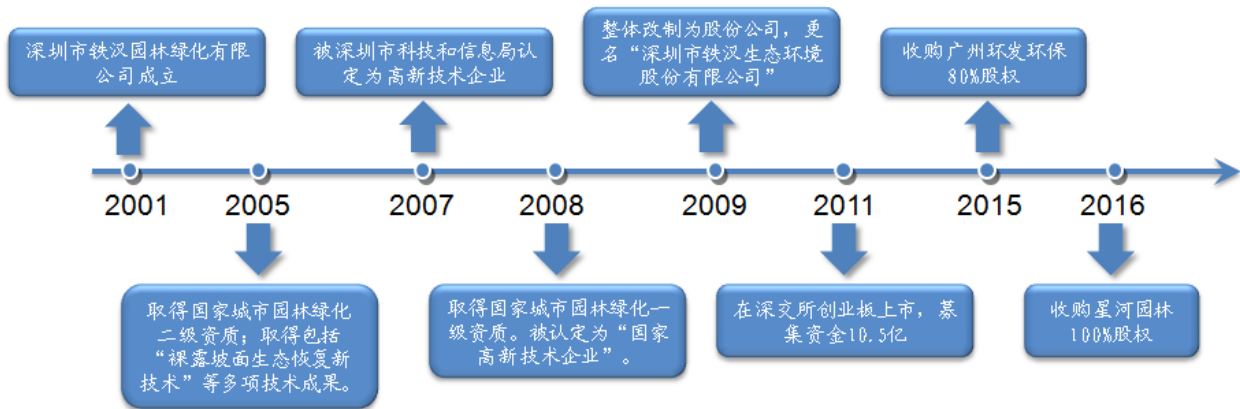 深圳市铁汉园林绿化有限
公司成立
被深圳市科技和信息局认
定为高新技术企业
整体改制为股份公司，更
名“深圳市铁汉生态环境
股份有限公司”
收购广州环发环保
80%股权
2001
2005
2007
2008
2009
2011
2015
2016
取得国家城市园林绿化
二级资质；取得包括
“裸露坡面生态恢复新
技术”等多项技术成果。
取得国家城市园林绿化一
级资质。被认定为“国家
高新技术企业”。
在深交所创业板上市，募
集资金10.5亿
收购星河园林
100%股权